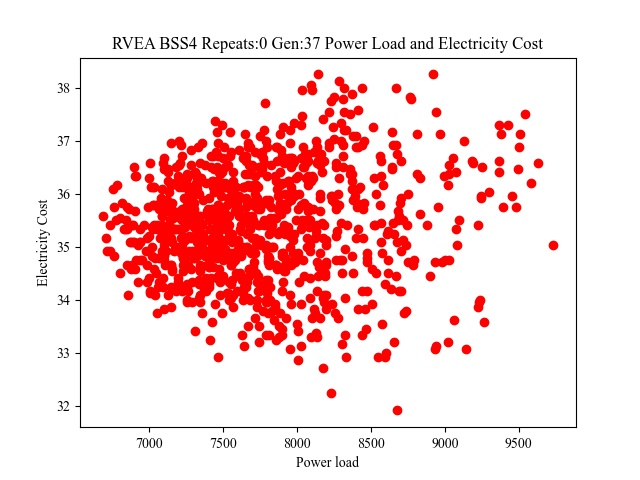 RVEA BSS4 Repeats:0 Gen:37 Power Load and Electricity Cost
38
37
36
35
34
33
32
Electricity Cost
7000 7500 8000 8500 9000 9500
Power load